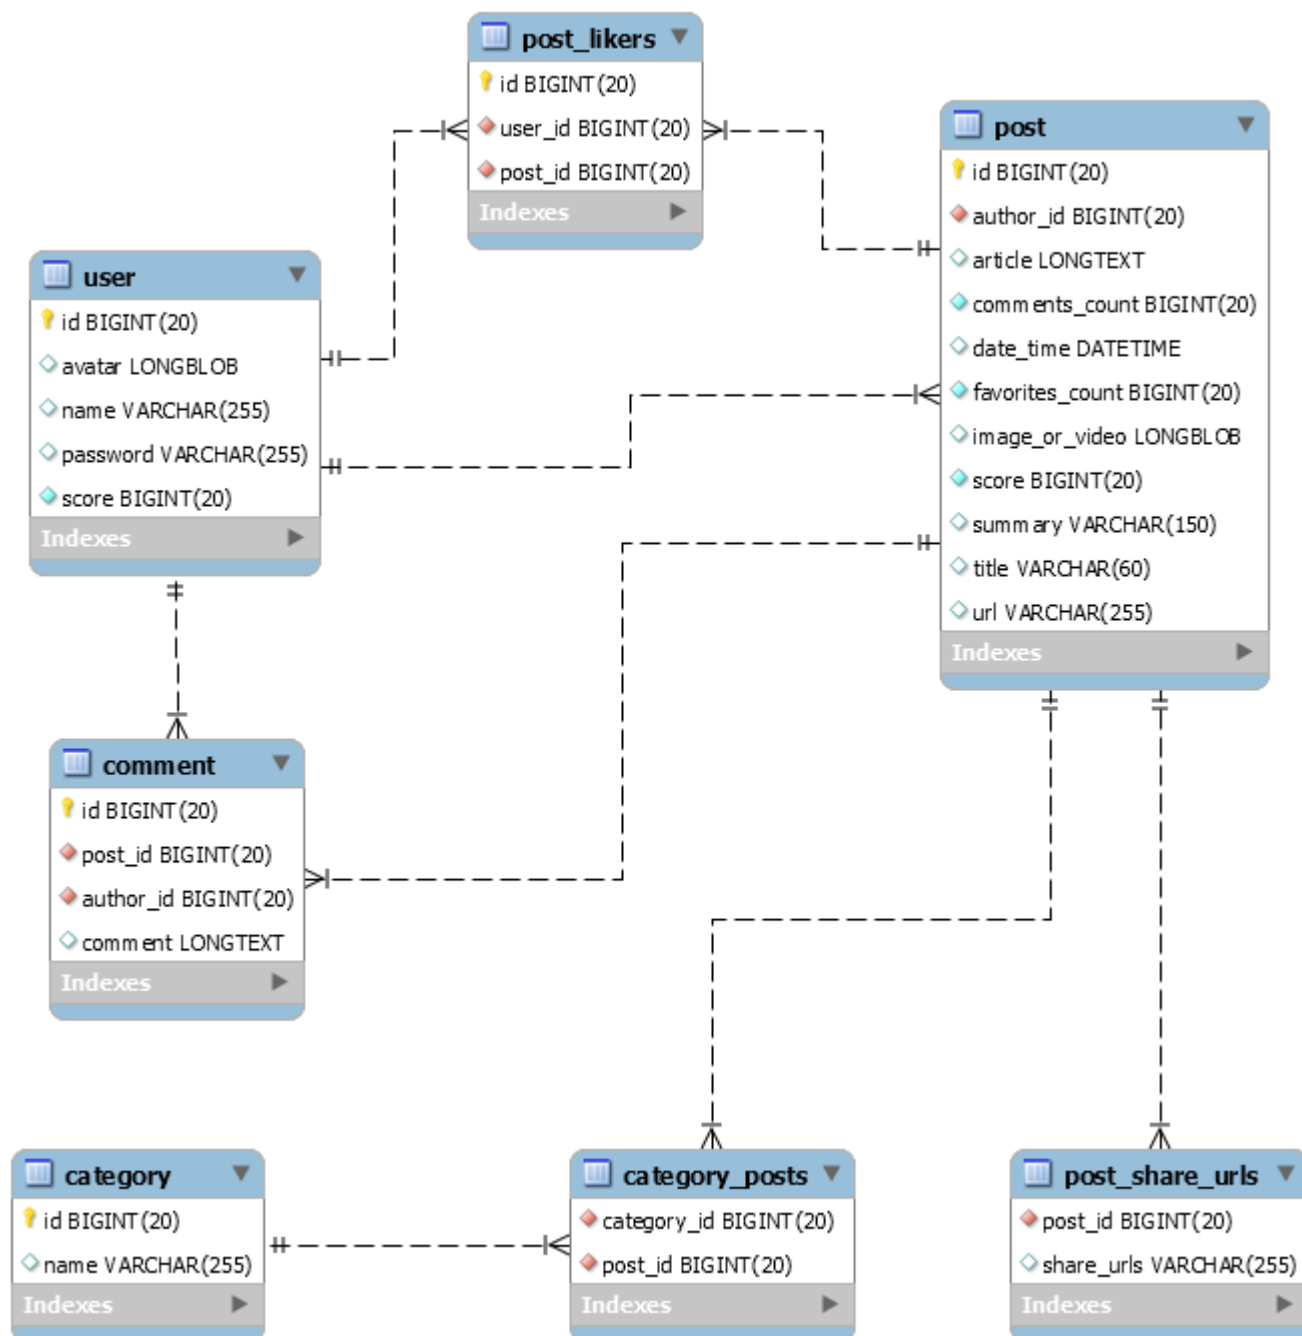 post_likers
id BIGINT(20)
user_id BIGINT(20)
post_id BIGINT(20)
Indexes
post
id BIGINT(20)
author_id BIGINT(20)
article LONGTEXT
comments_count BIGINT(20)
date_time DATETIME
favorites_count BIGINT(20)
image_or_video LONGBLOB
score BIGINT(20)
summary VARCHAR(150)
title VARCHAR(60)
url VARCHAR(255)
Indexes
user
id BIGINT(20)
avatar LONGBLOB
name VARCHAR(255)
password VARCHAR(255)
score BIGINT(20)
Indexes
comment
id BIGINT(20)
post_id BIGINT(20)
author_id BIGINT(20)
comment LONGTEXT
Indexes
category
id BIGINT(20)
name VARCHAR(255)
Indexes
category_posts
category_id BIGINT(20)
post_id BIGINT(20)
Indexes
post_share_urls
post_id BIGINT(20)
share_urls VARCHAR(255)
Indexes